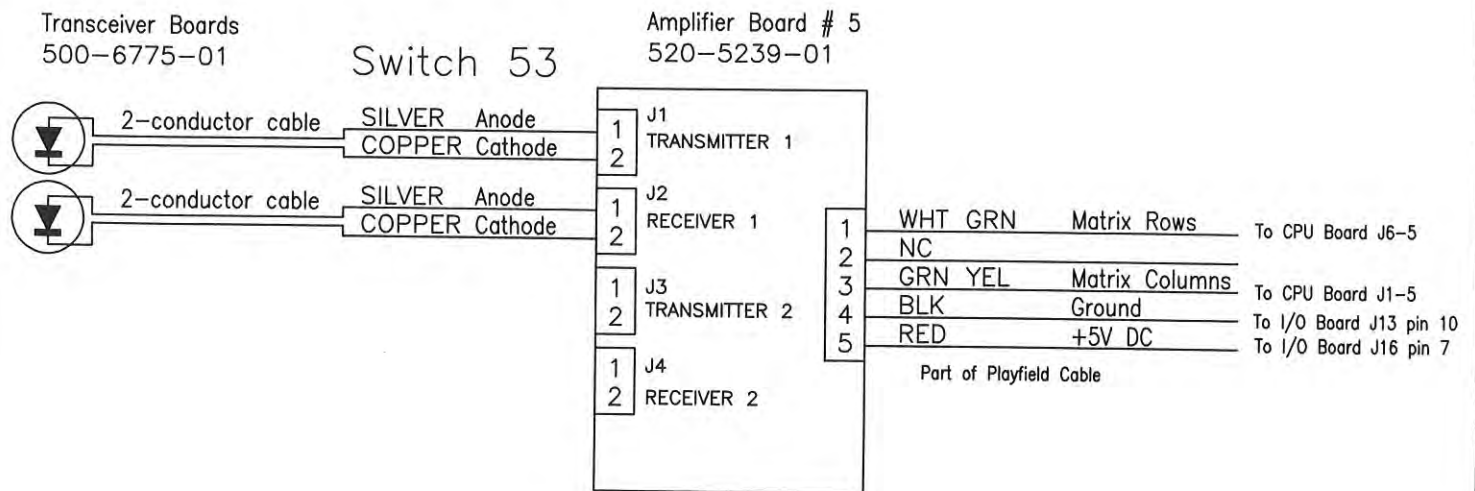 Transceiver Boards
500-6775-01
Switch 53
Amplifier Board # 5
520-5239-01
2-conductor cable
SILVER Anode
COPPER Cathode
1
2
J1
TRANSMITTER 1
2-conductor cable
SILVER Anode
COPPER Cathode
1
2
J2
RECEIVER 1
1
2
J3
TRANSMITTER 2
1
2
J4
RECEIVER 2
1 WHT GRN Matrix Rows To CPU Board J6-5
2 NC
3 GRN YEL Matrix Columns To CPU Board J1-5
4 BLK Ground To I/O Board J13 pin 10
5 RED +5V DC To I/O Board J16 pin 7
Part of Playfield Cable